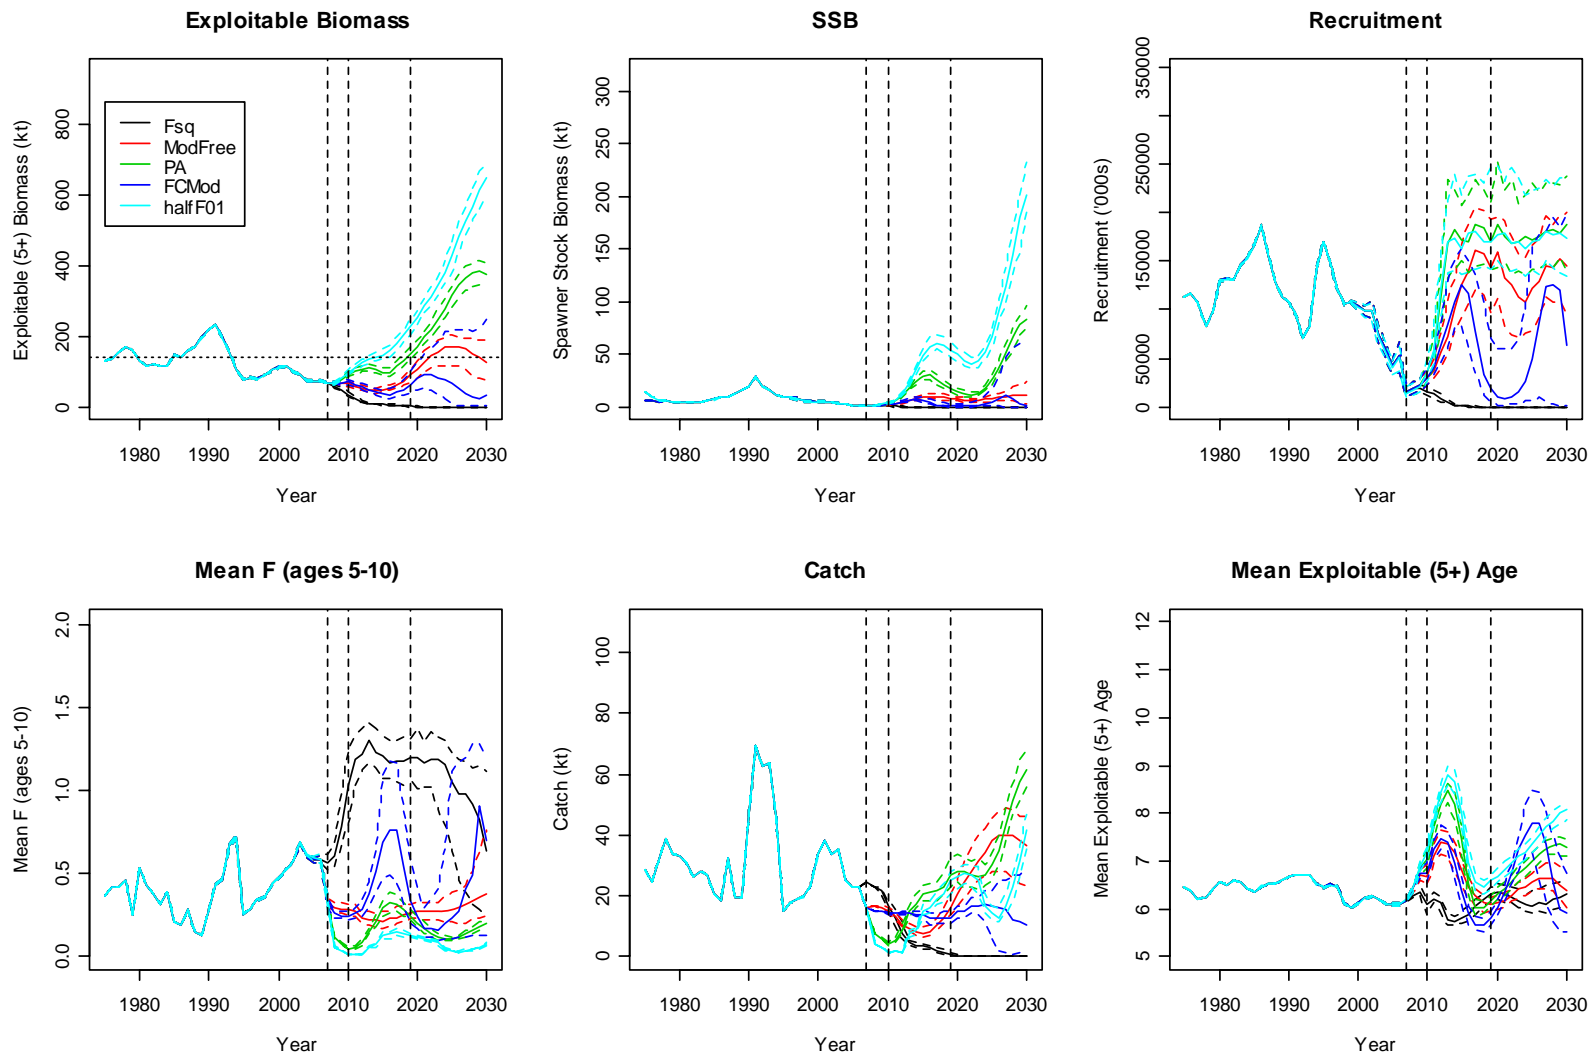 Exploitable Biomass
SSB
Recruitment
Exploitable (5+) Biomass (kt)
0 200 400 600 800
Fsq
ModFree
PA
FCMod
halfF01
1980 1990 2000 2010 2020 2030
Year
Spawner Stock Biomass (kt)
0 50 100 150 200 250 300
1980 1990 2000 2010 2020 2030
Year
Recruitment ('000s)
0 50000 150000 250000 350000
1980 1990 2000 2010 2020 2030
Year
Mean F (ages 5-10)
Catch
Mean Exploitable (5+) Age
Mean F (ages 5-10)
0.0 0.5 1.0 1.5 2.0
1980 1990 2000 2010 2020 2030
Year
Catch (kt)
0 20 40 60 80 100
1980 1990 2000 2010 2020 2030
Year
Mean Exploitable (5+) Age
5 6 7 8 9 10 11 12
1980 1990 2000 2010 2020 2030
Year